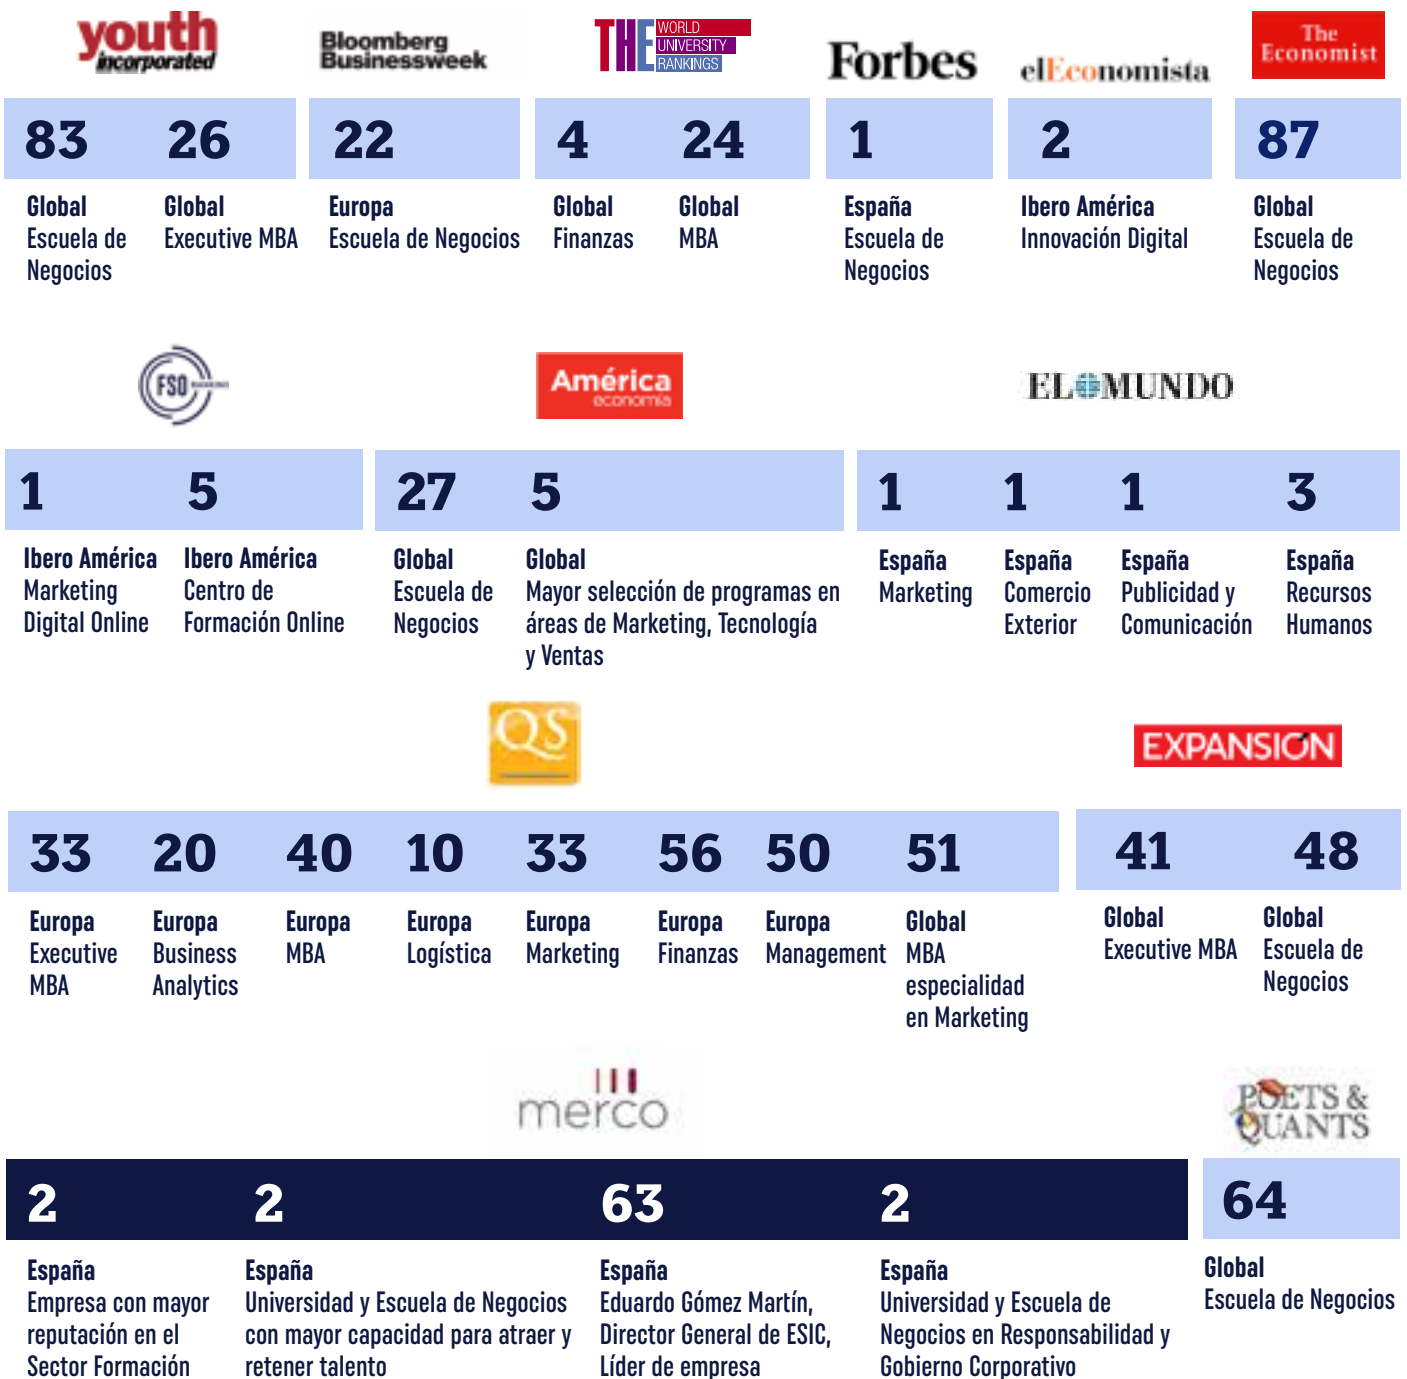 youth
incorporated
Bloomberg
Businessweek
THE WORLD
UNIVERSITY
RANKINGS
Forbes
elEconomista
The
Economist
83 26 22 4 24 1 2 87
Global Global Europa Global Global España Ibero América Global
Escuela de Executive MBA Escuela de Negocios Finanzas MBA Escuela de Innovación Digital Escuela de
Negocios Negocios Negocios
FSO
América
economía
EL MUNDO
1 5 27 5 1 1 1 3
Ibero América Ibero América Global Global España España España España
Marketing Centro de Escuela de Mayor selección de programas en Marketing Comercio Publicidad y Recursos
Digital Online Formación Online Negocios áreas de Marketing, Tecnología Exterior Comunicación Humanos
y Ventas
QS
EXPANSIÓN
33 20 40 10 33 56 50 51 41 48
Europa Europa Europa Europa Europa Europa Europa Global Global Global
Executive Business MBA Logística Marketing Finanzas Management MBA Executive MBA Escuela de
MBA Analytics especialidad Negocios
en Marketing
merco
POETS &
QUANTS
2 2 63 2 64
España España España España Global
Empresa con mayor Universidad y Escuela de Negocios Eduardo Gómez Martín, Universidad y Escuela de Escuela de Negocios
reputación en el con mayor capacidad para atraer y Director General de ESIC, Negocios en Responsabilidad y
Sector Formación retener talento Líder de empresa Gobierno Corporativo